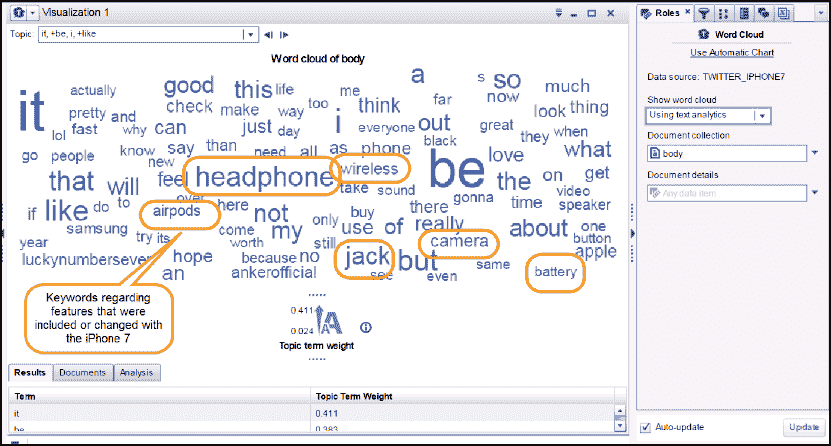 Visualization 1
Topic it, +be, i, +like
Word cloud of body
actually good this life me a s so much
it check make way too think far now look thing
pretty and can just day i everyone out great they when
lol fast why black
go people know say than need all as phone love what
new wireless be
that will feel headphone take sound gonna the on get
over video
if like do to airpods here not only buy there time speaker
samsung try its come my use of really about one
year worth still camera button
luckynumberseven hope because no jack but same apple
an ankerofficial see even battery
Keywords regarding
features that were
included or changed with
the iPhone 7
0.411
0.024
Topic term weight
Results Documents Analysis
Term Topic Term Weight
it 0.411
be 0.383
Roles
Word Cloud
Use Automatic Chart
Data source: TWITTER_IPHONE7
Show word cloud
Using text analytics
Document collection
body
Document details
Any data item
Auto-update Update